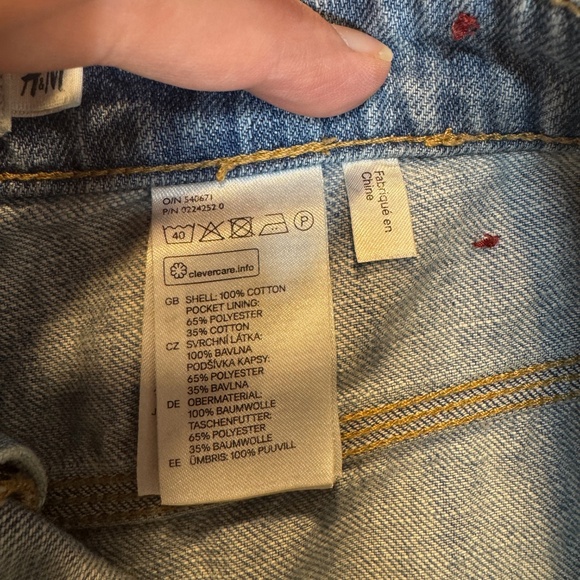 H&M
O/N 540671
P/N 0224252 0
40
P
clevercare.info
GB SHELL: 100% COTTON
POCKET LINING:
65% POLYESTER
35% COTTON
CZ SVRCHNÍ LÁTKA:
100% BAVLNA
PODŠÍVKA KAPSY:
65% POLYESTER
35% BAVLNA
DE OBERMATERIAL:
100% BAUMWOLLE
TASCHENFUTTER:
65% POLYESTER
35% BAUMWOLLE
EE ÜMBRIS: 100% PUUVILL
Fabriqué en
Chine